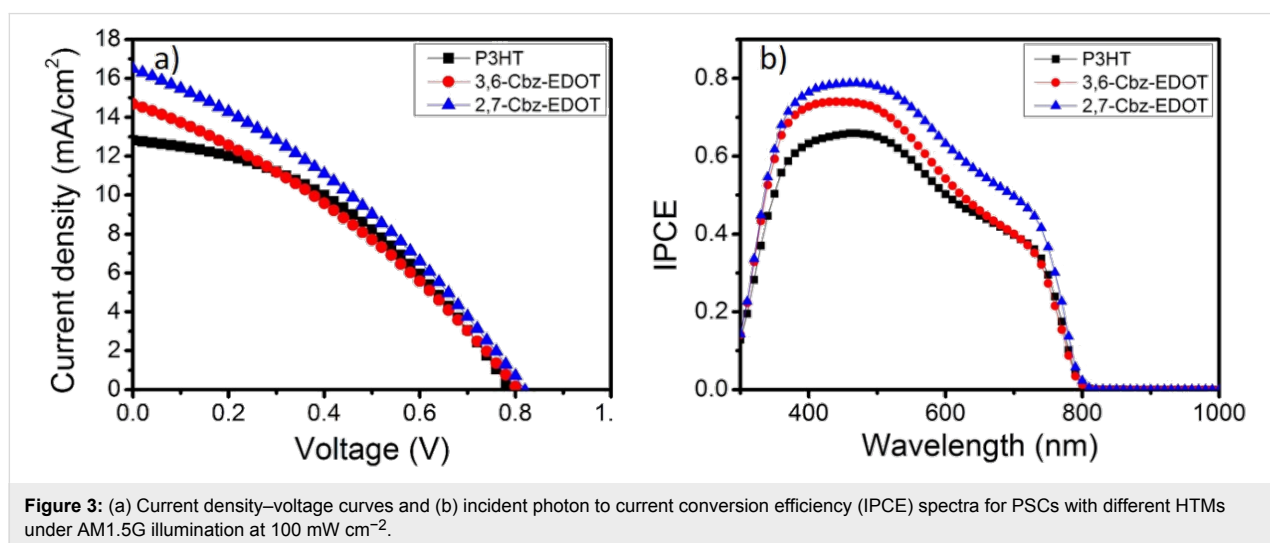 a)
P3HT
3,6-Cbz-EDOT
2,7-Cbz-EDOT
18
16
14
12
10
8
6
4
2
0
Current density (mA/cm²)
0.0 0.2 0.4 0.6 0.8 1.
Voltage (V)
b)
P3HT
3,6-Cbz-EDOT
2,7-Cbz-EDOT
0.8
0.6
0.4
0.2
0.0
IPCE
400 600 800 1000
Wavelength (nm)
Figure 3: (a) Current density–voltage curves and (b) incident photon to current conversion efficiency (IPCE) spectra for PSCs with different HTMs
under AM1.5G illumination at 100 mW cm⁻².